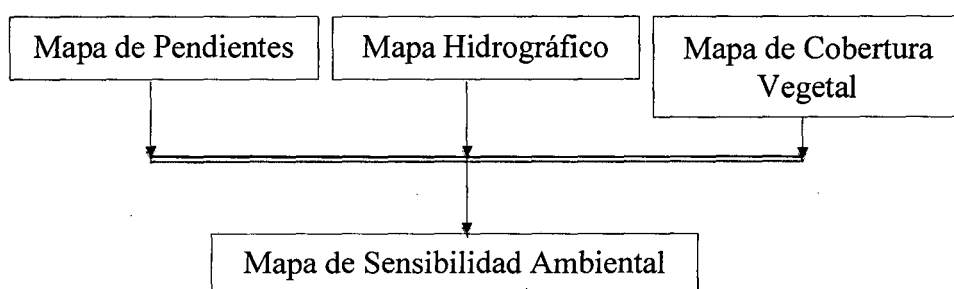 Mapa de Pendientes
Mapa Hidrográfico
Mapa de Cobertura
Vegetal
Mapa de Sensibilidad Ambiental